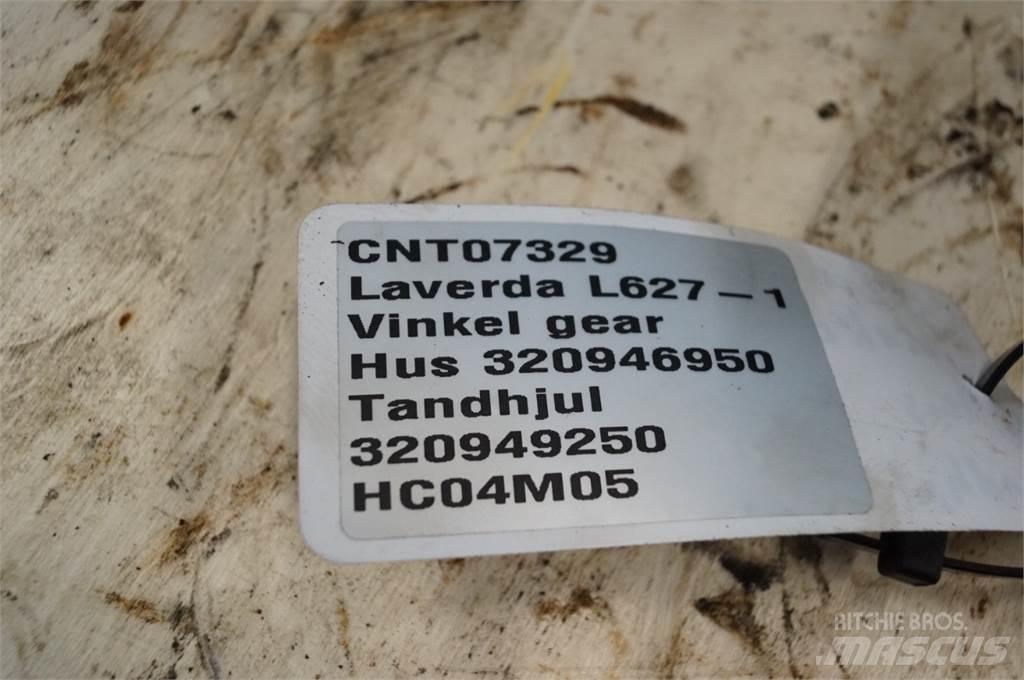 CNT07329
Laverda L627-1
Vinkel gear
Hus 320946950
Tandhjul
320949250
HC04M05
RITCHIE BROS.
MASCUS